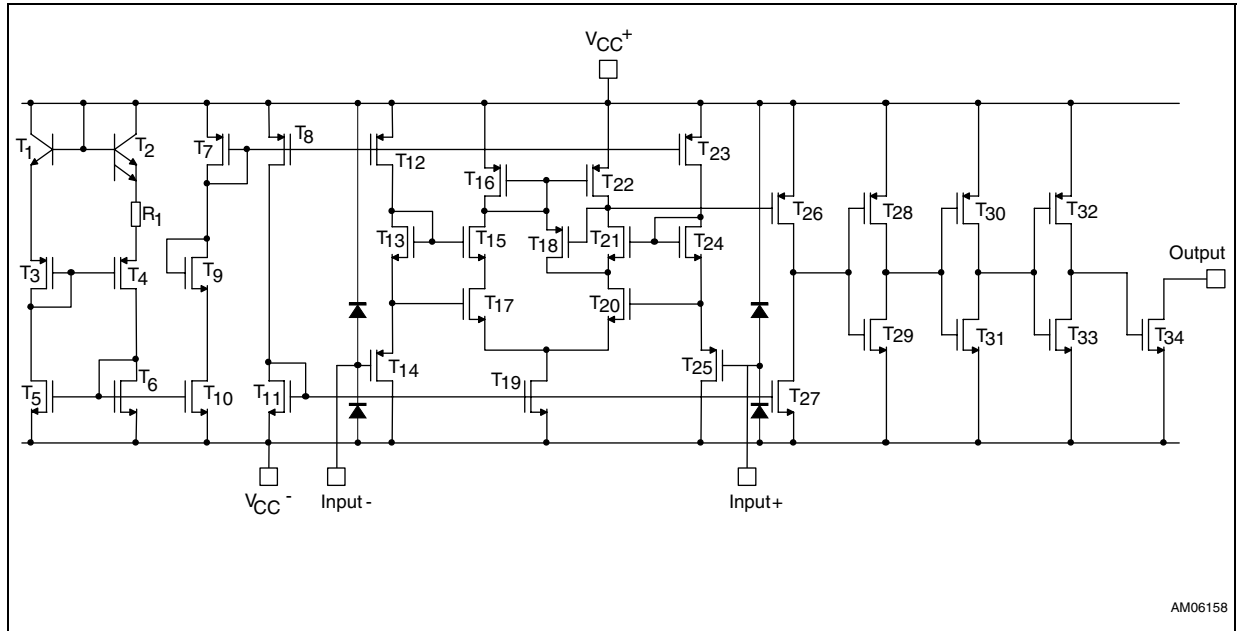 VCC+
T1
T2
T7
T8
T12
T23
T16
T22
R1
T26
T28
T30
T32
Output
T3
T4
T9
T13
T15
T18
T21
T24
T17
T20
T29
T31
T33
T34
T5
T6
T10
T11
T14
T19
T25
T27
VCC-
Input -
Input+
AM06158